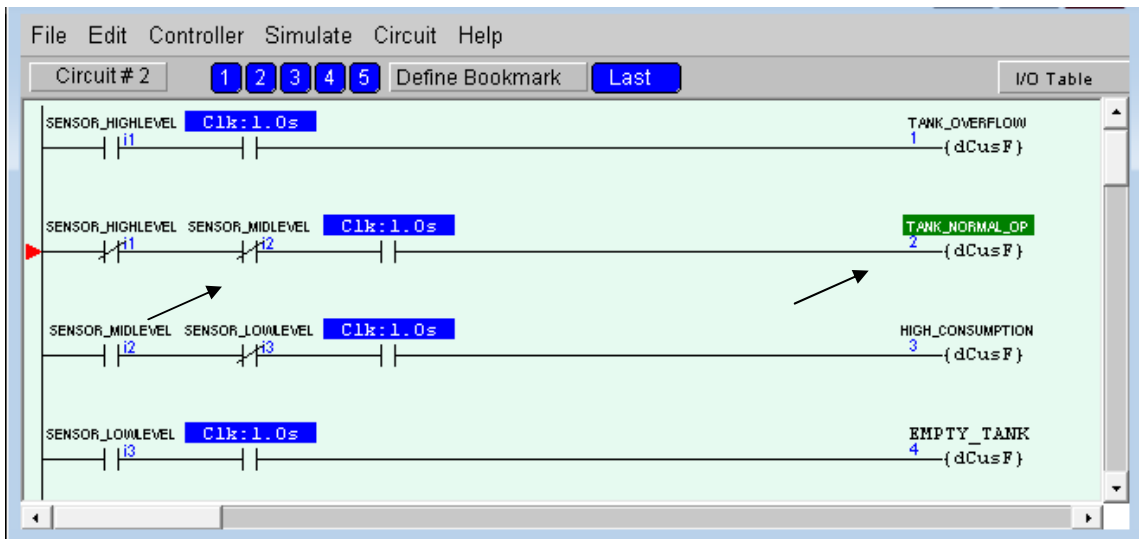 File Edit Controller Simulate Circuit Help
Circuit # 2 1 2 3 4 5 Define Bookmark Last I/O Table
SENSOR_HIGHLEVEL Clk:1.0s TANK_OVERFLOW
i1 1 {dCusF}
SENSOR_HIGHLEVEL SENSOR_MIDLEVEL Clk:1.0s TANK_NORMAL_OP
i1 i2 2 {dCusF}
SENSOR_MIDLEVEL SENSOR_LOWLEVEL Clk:1.0s HIGH_CONSUMPTION
i2 i3 3 {dCusF}
SENSOR_LOWLEVEL Clk:1.0s EMPTY_TANK
i3 4 {dCusF}